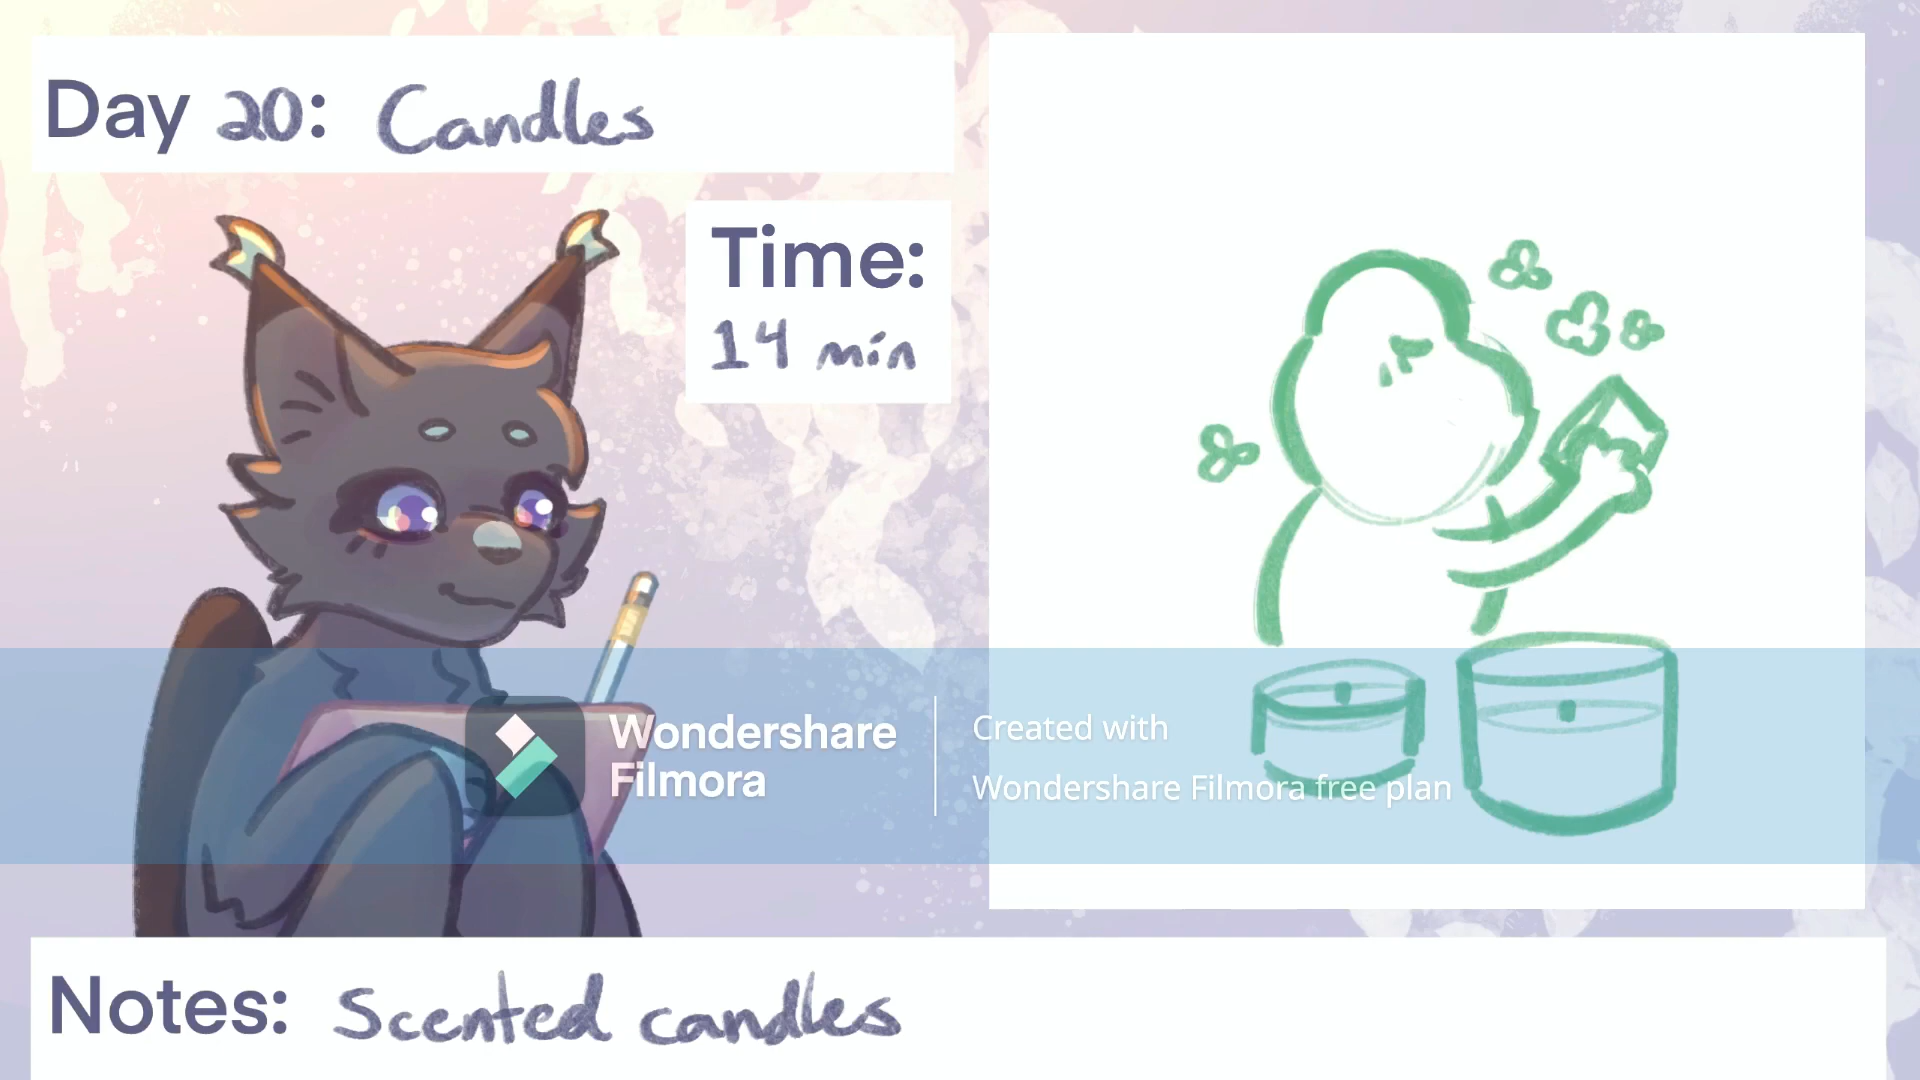 Day 20: Candles
Time:
14 min
Wondershare
Filmora
Created with
Wondershare Filmora free plan
Notes: Scented candles